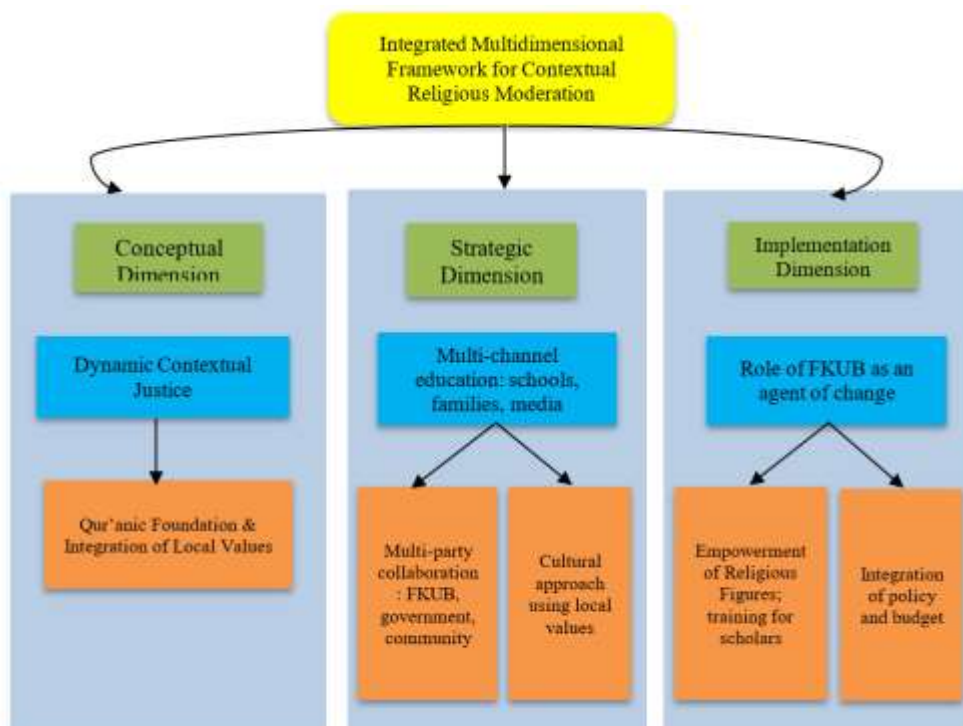 Integrated Multidimensional
Framework for Contextual
Religious Moderation
Conceptual
Dimension
Dynamic Contextual
Justice
Qur'anic Foundation &
Integration of Local Values
Strategic
Dimension
Multi-channel
education: schools,
families, media
Multi-party
collaboration
: FKUB,
government,
community
Cultural
approach
using local
values
Implementation
Dimension
Role of FKUB as an
agent of change
Empowerment
of Religious
Figures;
training for
scholars
Integration
of policy
and budget